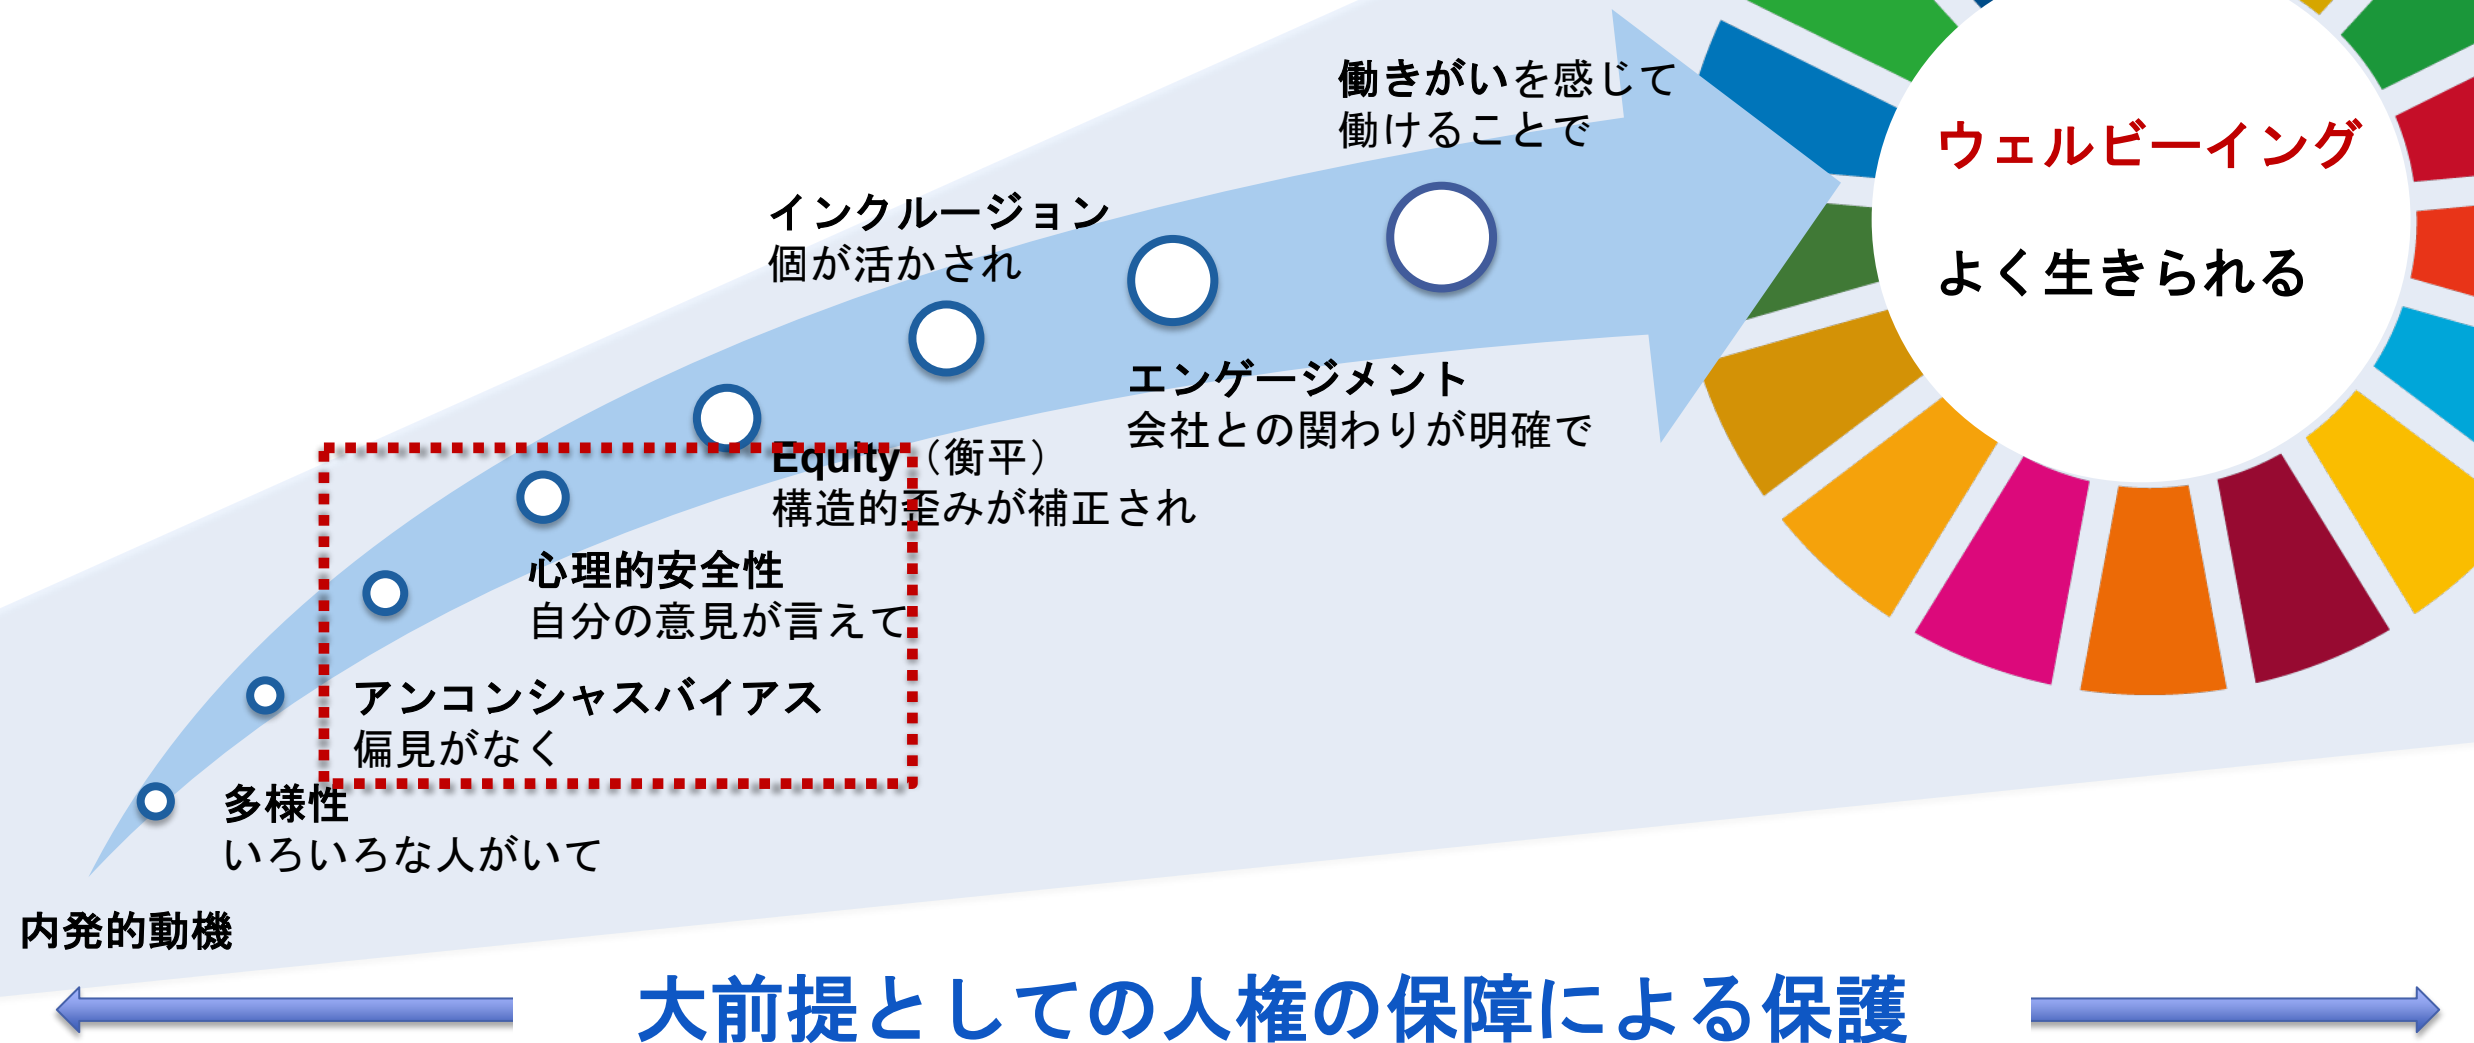 働きがいを感じて
働けることで
ウェルビーイング
よく生きられる
インクルージョン
個が活かされ
エンゲージメント
会社との関わりが明確で
Equity（衡平）
構造的歪みが補正され
心理的安全性
自分の意見が言えて
アンコンシャスバイアス
偏見がなく
多様性
いろいろな人がいて
内発的動機
大前提としての人権の保障による保護